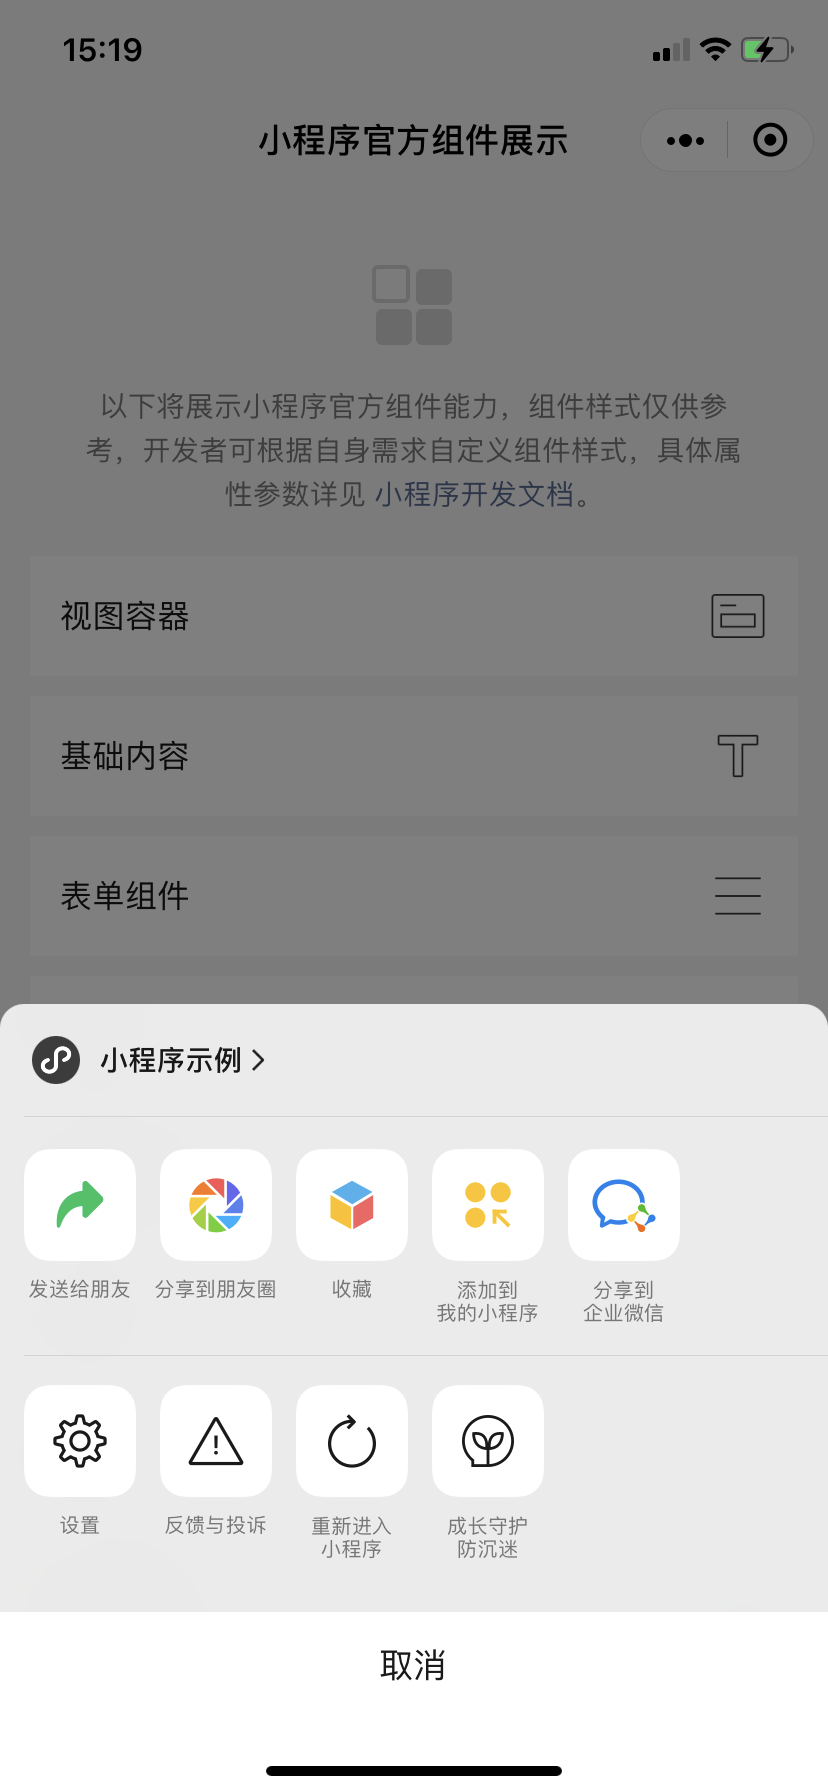 15:19
小程序官方组件展示
以下将展示小程序官方组件能力，组件样式仅供参
考，开发者可根据自身需求自定义组件样式，具体属
性参数详见 小程序开发文档。
视图容器
基础内容
表单组件
小程序示例
发送给朋友
分享到朋友圈
收藏
添加到
我的小程序
分享到
企业微信
设置
反馈与投诉
重新进入
小程序
成长守护
防沉迷
取消